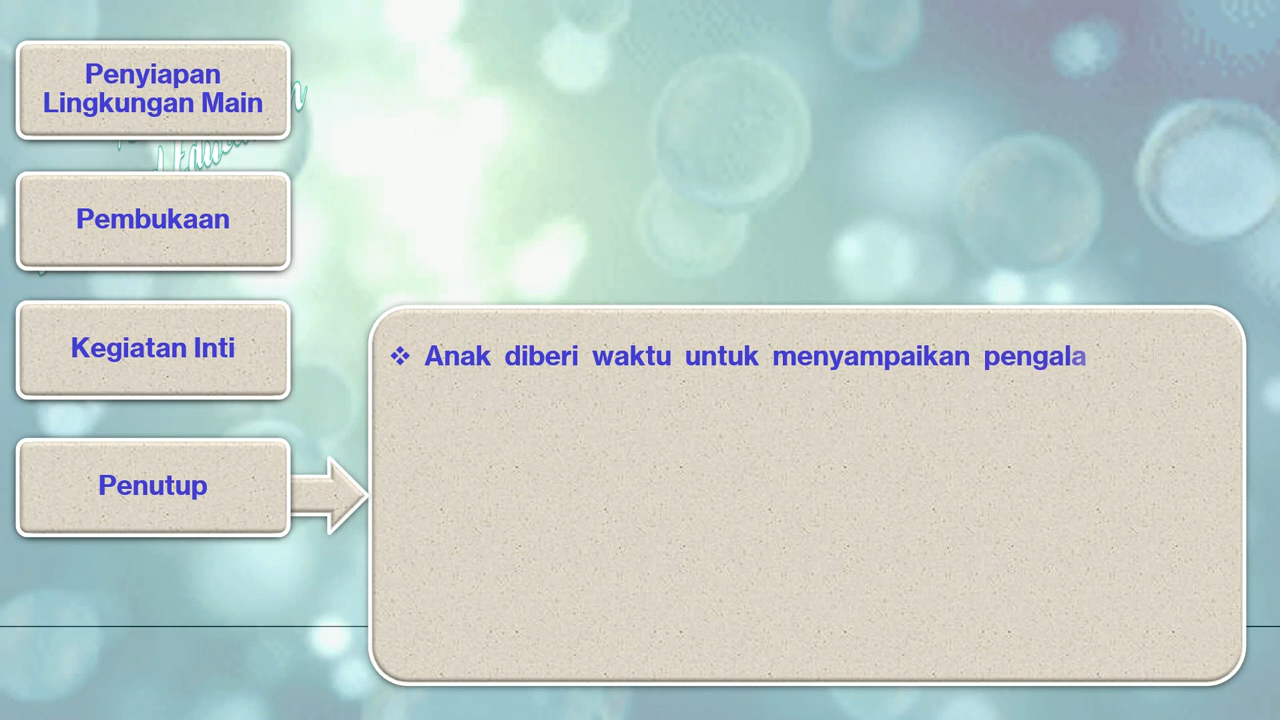 Penyiapan
Lingkungan Main
Pembukaan
Kegiatan Inti
Penutup
❖ Anak diberi waktu untuk menyampaikan pengala